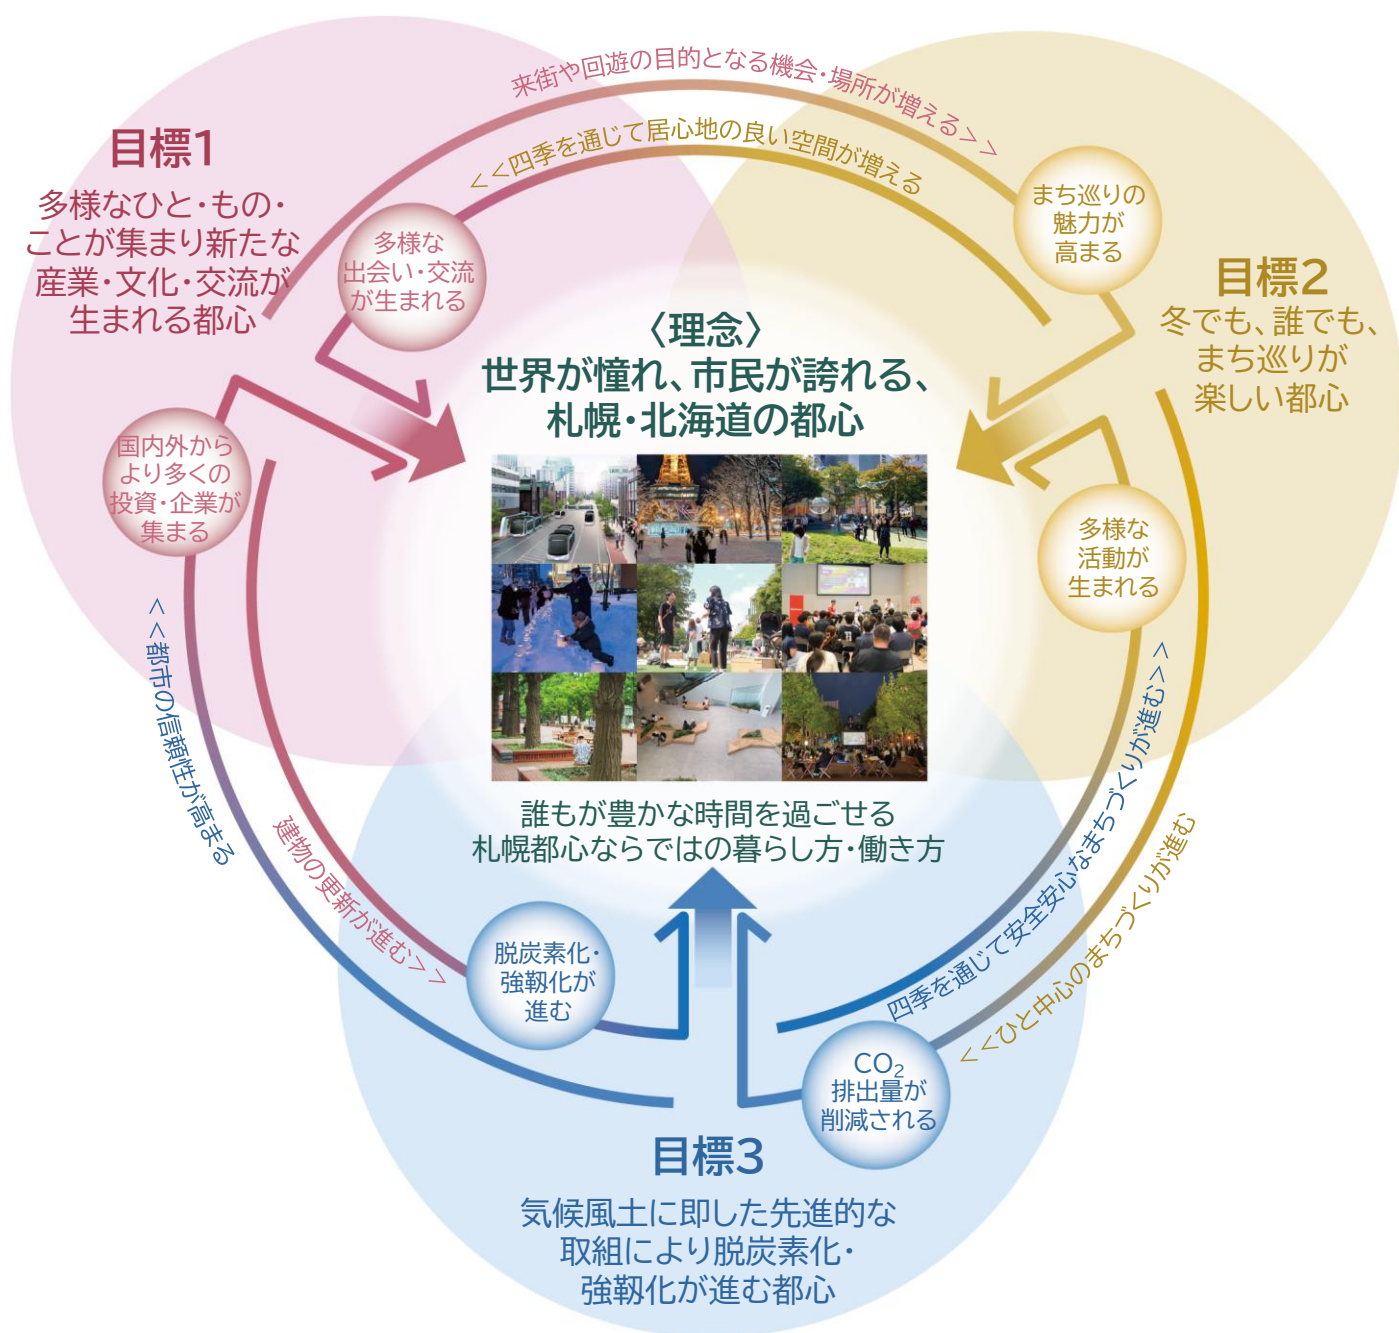 来街や回遊の目的となる機会・場所が増える＞＞
＜＜四季を通じて居心地の良い空間が増える
目標1
多様なひと・もの・
ことが集まり新たな
産業・文化・交流が
生まれる都心
多様な
出会い・交流
が生まれる
国内外から
より多くの
投資・企業が
集まる
まち巡りの
魅力が
高まる
目標2
冬でも、誰でも、
まち巡りが
楽しい都心
多様な
活動が
生まれる
〈理念〉
世界が憧れ、市民が誇れる、
札幌・北海道の都心
誰もが豊かな時間を過ごせる
札幌都心ならではの暮らし方・働き方
＜＜都市の信頼性が高まる
建物の更新が進む＞＞
四季を通じて安全安心なまちづくりが進む＞＞
＜＜ひと中心のまちづくりが進む
脱炭素化・
強靱化が
進む
CO₂
排出量が
削減される
目標3
気候風土に即した先進的な
取組により脱炭素化・
強靱化が進む都心